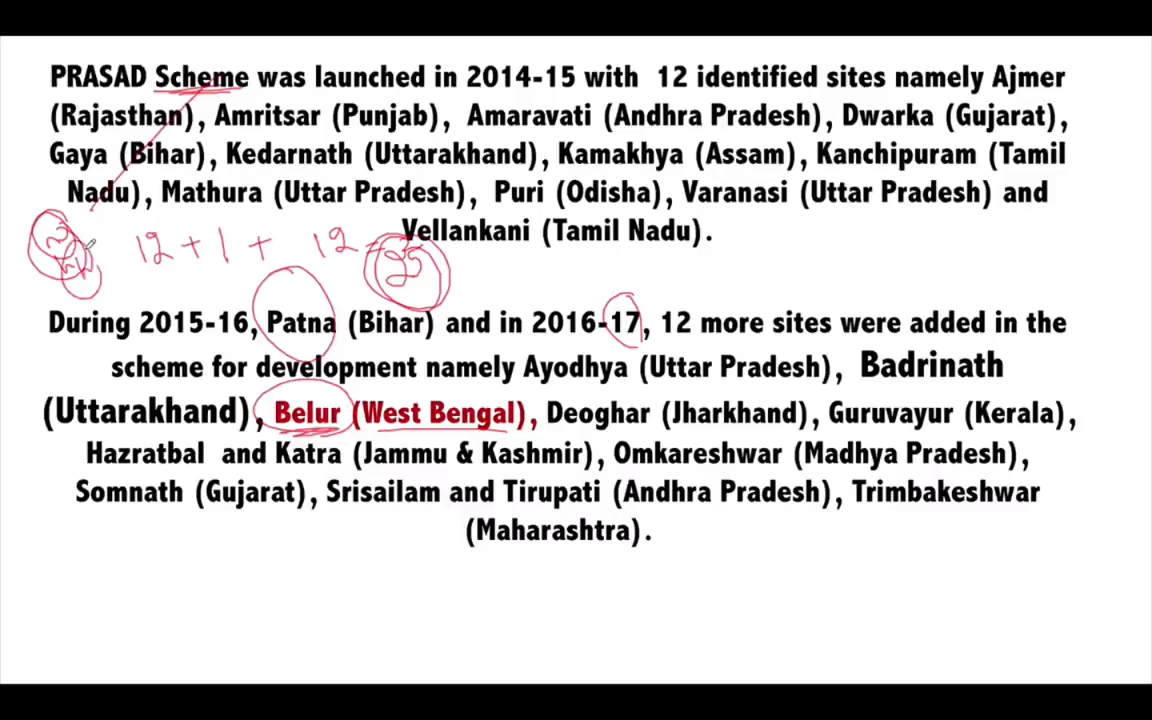 PRASAD Scheme was launched in 2014-15 with 12 identified sites namely Ajmer
(Rajasthan), Amritsar (Punjab), Amaravati (Andhra Pradesh), Dwarka (Gujarat),
Gaya (Bihar), Kedarnath (Uttarakhand), Kamakhya (Assam), Kanchipuram (Tamil
Nadu), Mathura (Uttar Pradesh), Puri (Odisha), Varanasi (Uttar Pradesh) and
Vellankani (Tamil Nadu).
12 + 1 + 12 = 25
During 2015-16, Patna (Bihar) and in 2016-17, 12 more sites were added in the
scheme for development namely Ayodhya (Uttar Pradesh), Badrinath
(Uttarakhand), Belur (West Bengal), Deoghar (Jharkhand), Guruvayur (Kerala),
Hazratbal and Katra (Jammu & Kashmir), Omkareshwar (Madhya Pradesh),
Somnath (Gujarat), Srisailam and Tirupati (Andhra Pradesh), Trimbakeshwar
(Maharashtra).